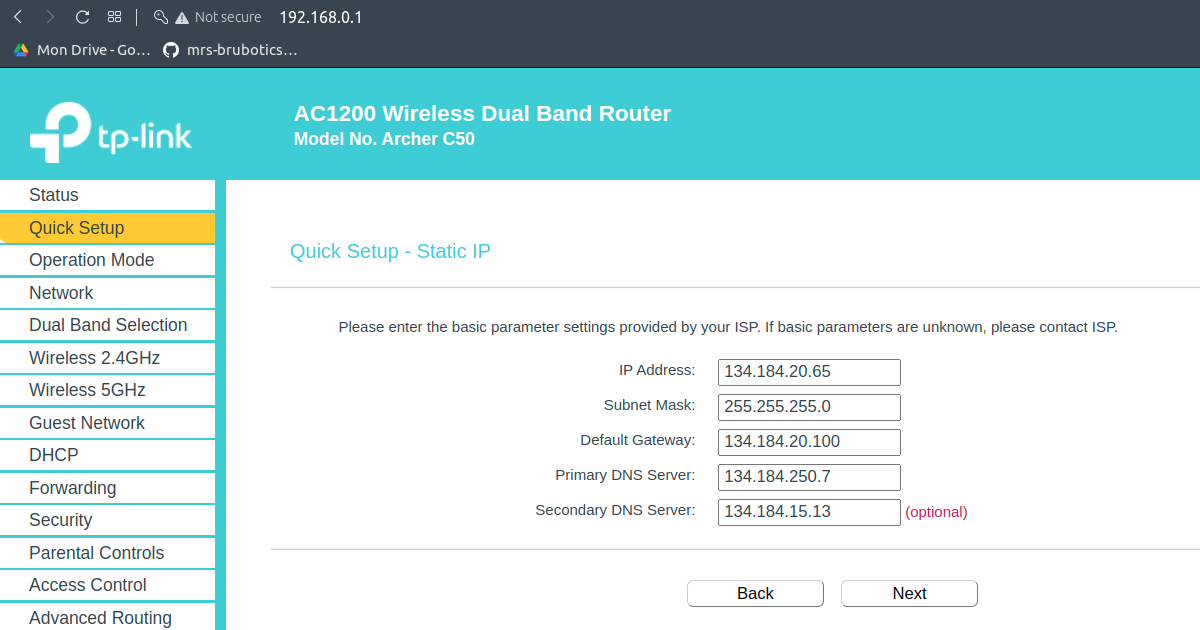 Not secure 192.168.0.1
Mon Drive - Go... mrs-brubotics...
tp-link
AC1200 Wireless Dual Band Router
Model No. Archer C50
Status
Quick Setup
Operation Mode
Network
Dual Band Selection
Wireless 2.4GHz
Wireless 5GHz
Guest Network
DHCP
Forwarding
Security
Parental Controls
Access Control
Advanced Routing
Quick Setup - Static IP
Please enter the basic parameter settings provided by your ISP. If basic parameters are unknown, please contact ISP.
IP Address: 134.184.20.65
Subnet Mask: 255.255.255.0
Default Gateway: 134.184.20.100
Primary DNS Server: 134.184.250.7
Secondary DNS Server: 134.184.15.13 (optional)
Back Next